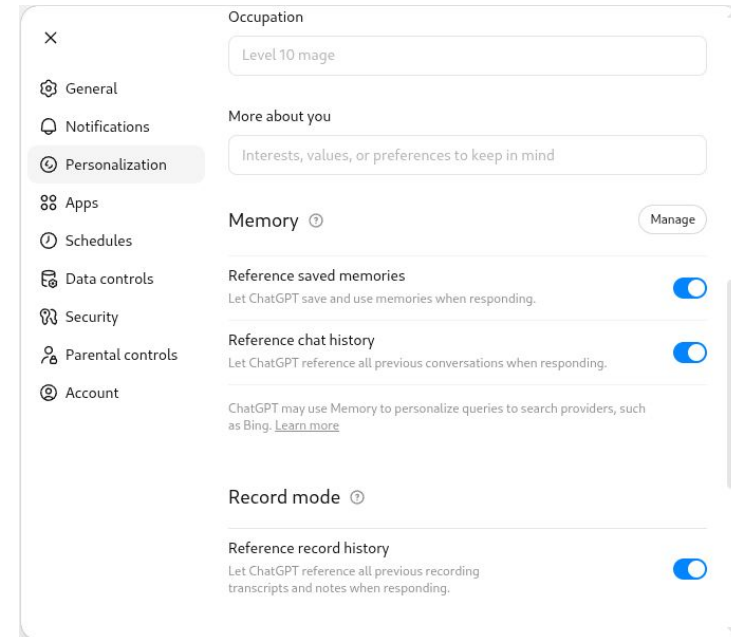 General
Notifications
Personalization
Apps
Schedules
Data controls
Security
Parental controls
Account
Occupation
Level 10 mage
More about you
Interests, values, or preferences to keep in mind
Memory
Manage
Reference saved memories
Let ChatGPT save and use memories when responding.
Reference chat history
Let ChatGPT reference all previous conversations when responding.
ChatGPT may use Memory to personalize queries to search providers, such
as Bing. Learn more
Record mode
Reference record history
Let ChatGPT reference all previous recording
transcripts and notes when responding.